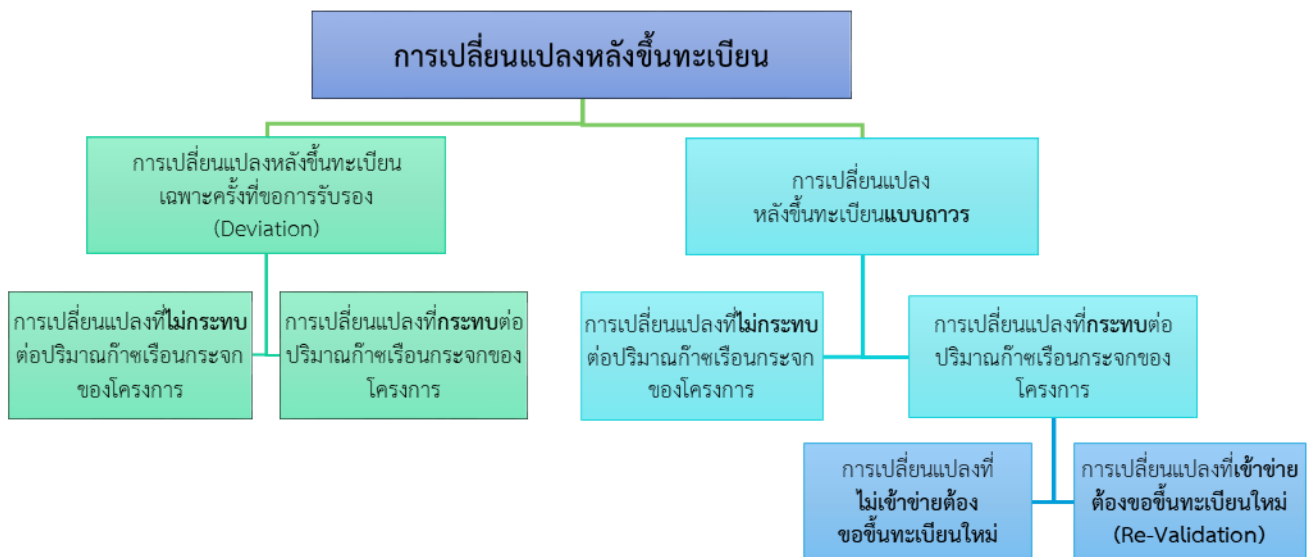 การเปลี่ยนแปลงหลังขึ้นทะเบียน
การเปลี่ยนแปลงหลังขึ้นทะเบียน
เฉพาะครั้งที่ขอการรับรอง
(Deviation)
การเปลี่ยนแปลง
หลังขึ้นทะเบียนแบบถาวร
การเปลี่ยนแปลงที่ไม่กระทบ
ต่อปริมาณก๊าซเรือนกระจก
ของโครงการ
การเปลี่ยนแปลงที่กระทบต่อ
ปริมาณก๊าซเรือนกระจกของ
โครงการ
การเปลี่ยนแปลงที่ไม่กระทบ
ต่อปริมาณก๊าซเรือนกระจก
ของโครงการ
การเปลี่ยนแปลงที่กระทบต่อ
ปริมาณก๊าซเรือนกระจกของ
โครงการ
การเปลี่ยนแปลงที่
ไม่เข้าข่ายต้อง
ขอขึ้นทะเบียนใหม่
การเปลี่ยนแปลงที่เข้าข่าย
ต้องขอขึ้นทะเบียนใหม่
(Re-Validation)